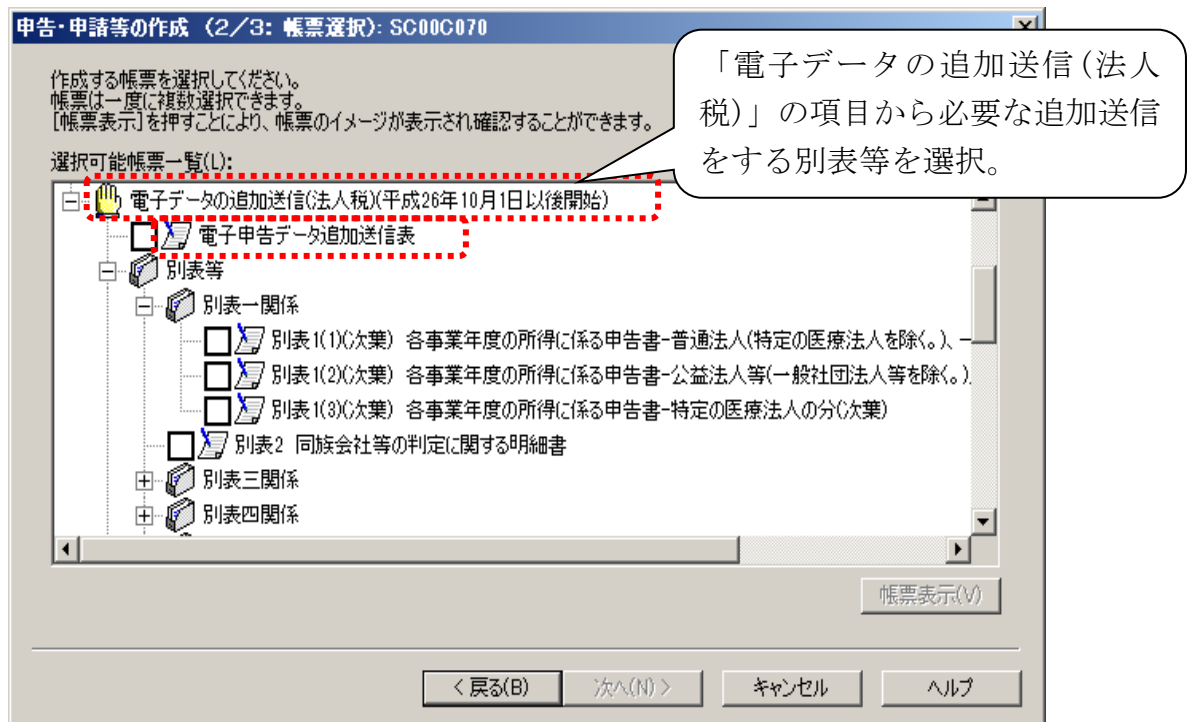 申告・申請等の作成 (2/3: 帳票選択): SC00C070
「電子データの追加送信(法人
税)」の項目から必要な追加送信
をする別表等を選択。
作成する帳票を選択してください。
帳票は一度に複数選択できます。
[帳票表示]を押すことにより、帳票のイメージが表示され確認することができます。
選択可能帳票一覧(L):
電子データの追加送信(法人税)(平成26年10月1日以後開始)
電子申告データ追加送信表
別表等
別表一関係
別表1(1)(次葉) 各事業年度の所得に係る申告書-普通法人(特定の医療法人を除く。)、一
別表1(2)(次葉) 各事業年度の所得に係る申告書-公益法人等(一般社団法人等を除く。)
別表1(3)(次葉) 各事業年度の所得に係る申告書-特定の医療法人の分(次葉)
別表2 同族会社等の判定に関する明細書
別表三関係
別表四関係
帳票表示(V)
< 戻る(B) 次へ(N) > キャンセル ヘルプ